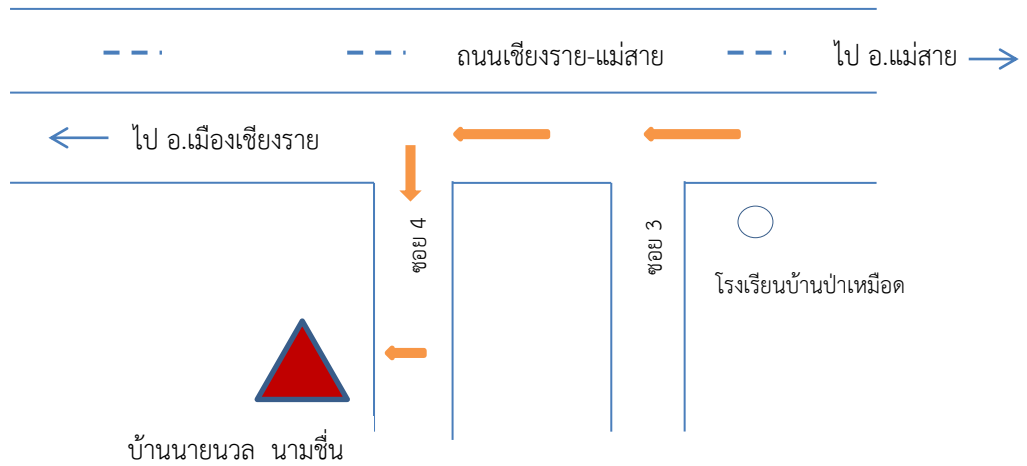 ถนนเชียงราย-แม่สาย
ไป อ.แม่สาย
ไป อ.เมืองเชียงราย
ซอย 4
ซอย 3
โรงเรียนบ้านป่าเหมือด
บ้านนายนวล นามชื่น